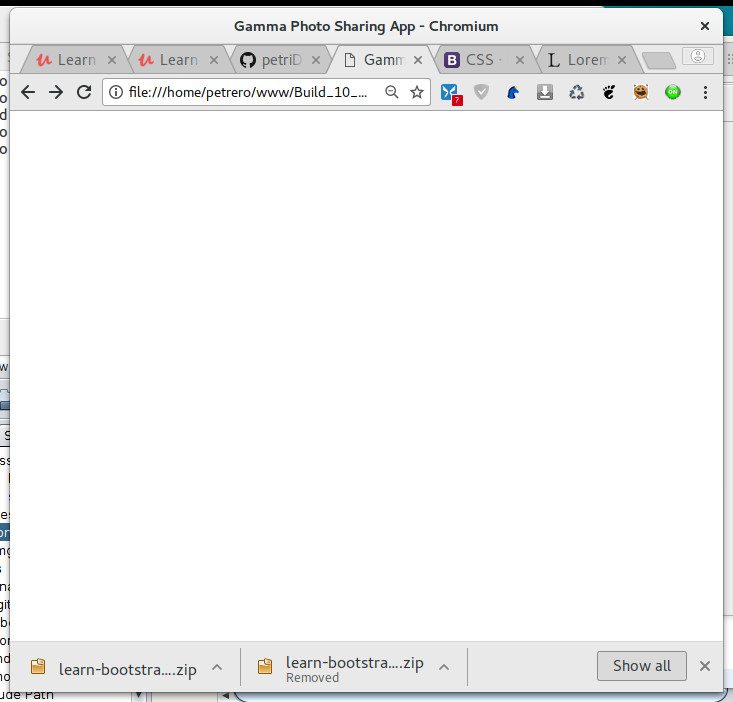 Gamma Photo Sharing App - Chromium
Learn
Learn
petriD
Gamm
CSS
Lorem
file:///home/petrero/www/Build_10_...
ON
learn-bootstra....zip
learn-bootstra....zip
Removed
Show all
ude Path